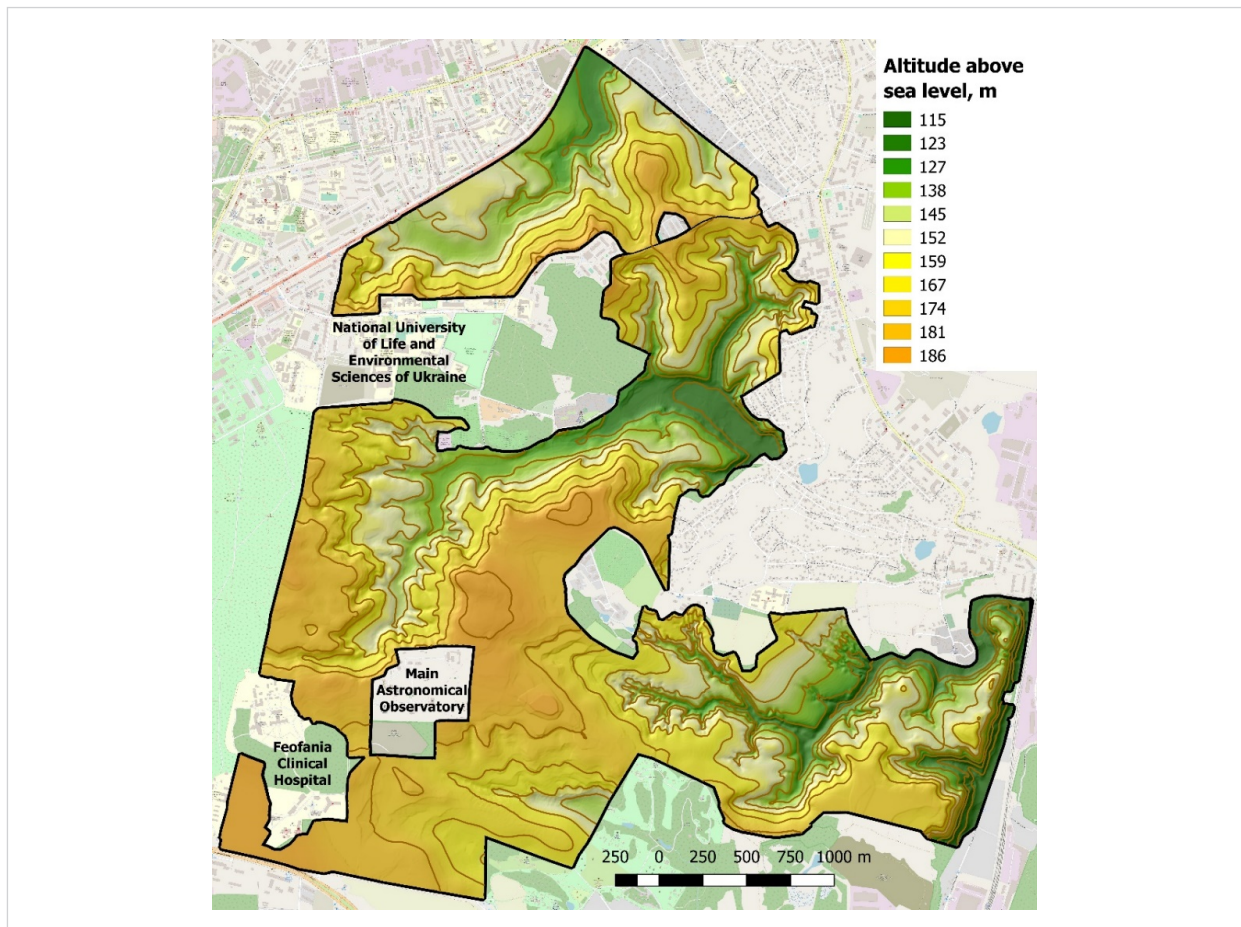 Altitude above
sea level, m
115
123
127
138
145
152
159
167
174
181
186
National University
of Life and
Environmental
Sciences of Ukraine
Main
Astronomical
Observatory
Feofania
Clinical
Hospital
250 0 250 500 750 1000 m